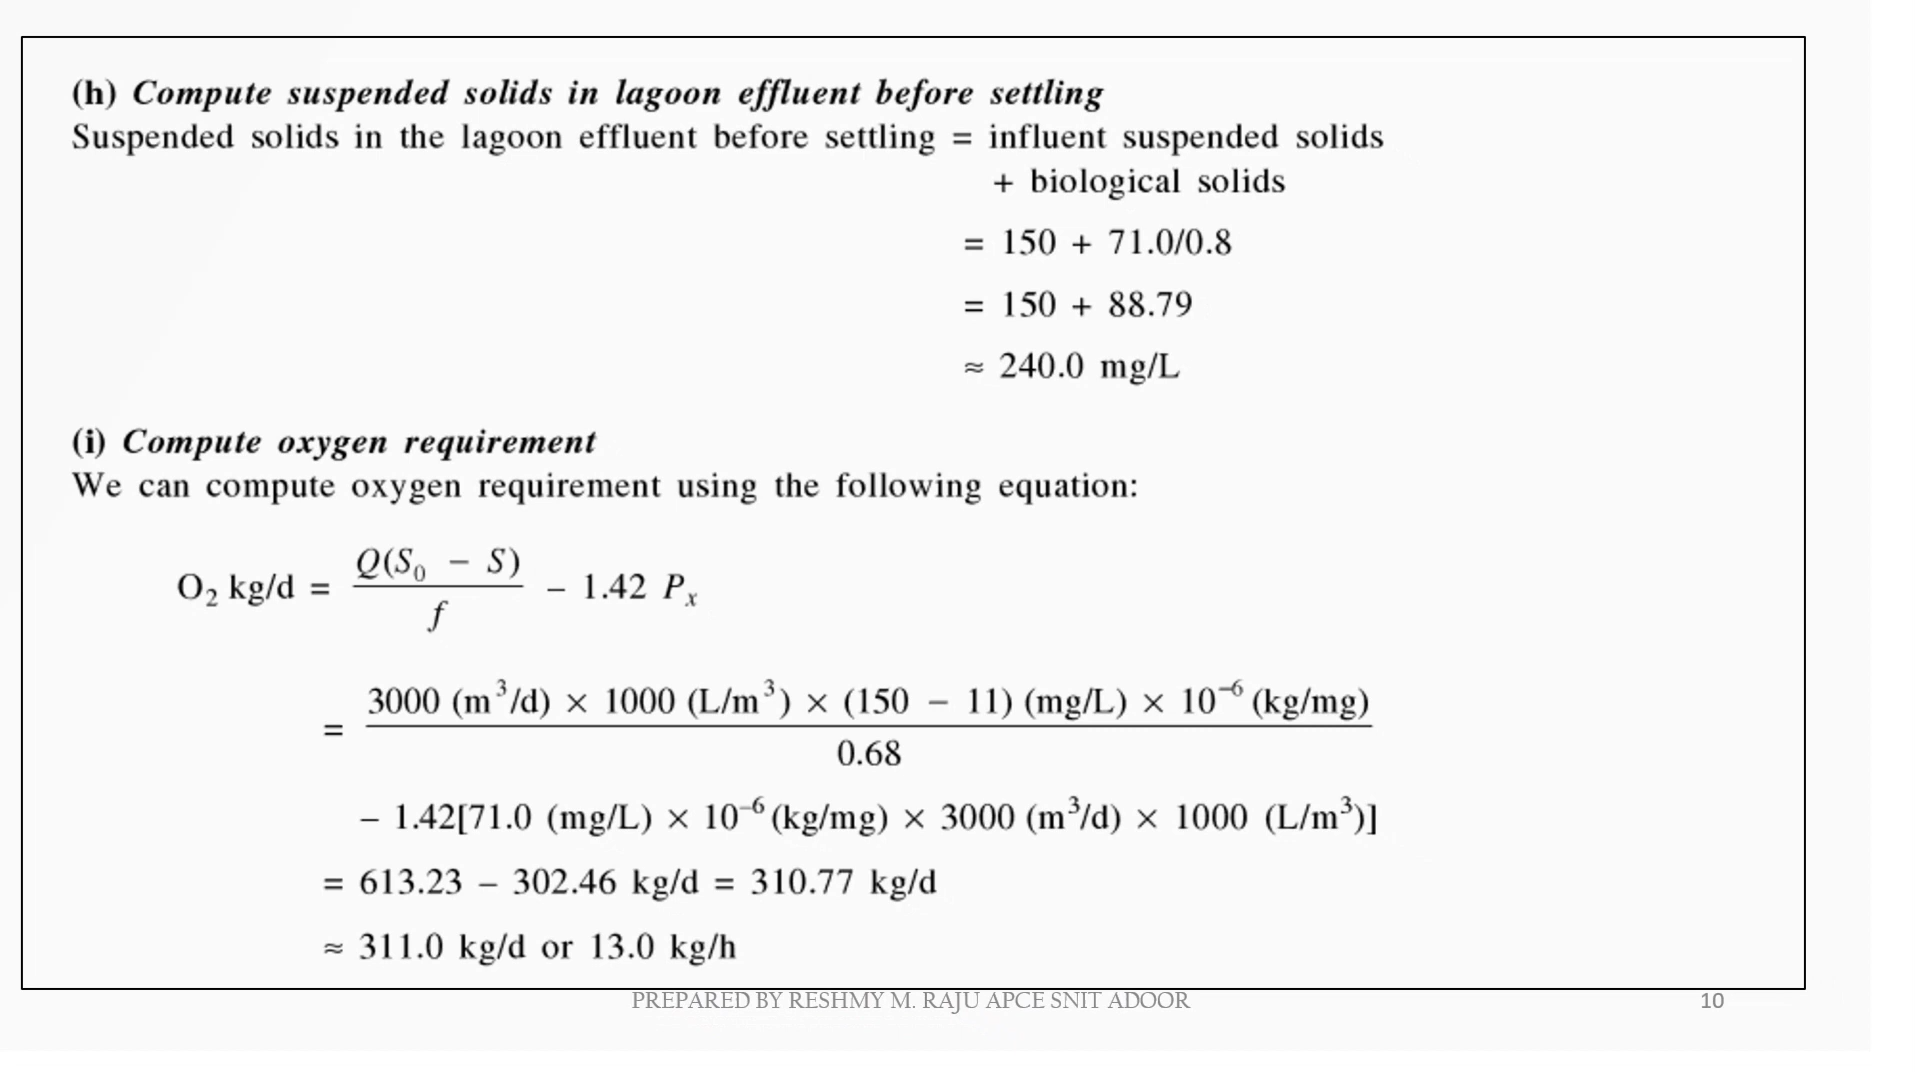 (h) Compute suspended solids in lagoon effluent before settling
Suspended solids in the lagoon effluent before settling = influent suspended solids
+ biological solids
= 150 + 71.0/0.8
= 150 + 88.79
≈ 240.0 mg/L
(i) Compute oxygen requirement
We can compute oxygen requirement using the following equation:
O₂ kg/d = Q(S₀ − S) / f − 1.42 Pₓ
= 3000 (m³/d) × 1000 (L/m³) × (150 − 11) (mg/L) × 10⁻⁶ (kg/mg) / 0.68
− 1.42[71.0 (mg/L) × 10⁻⁶ (kg/mg) × 3000 (m³/d) × 1000 (L/m³)]
= 613.23 − 302.46 kg/d = 310.77 kg/d
≈ 311.0 kg/d or 13.0 kg/h
PREPARED BY RESHMY M. RAJU APCE SNIT ADOOR
10